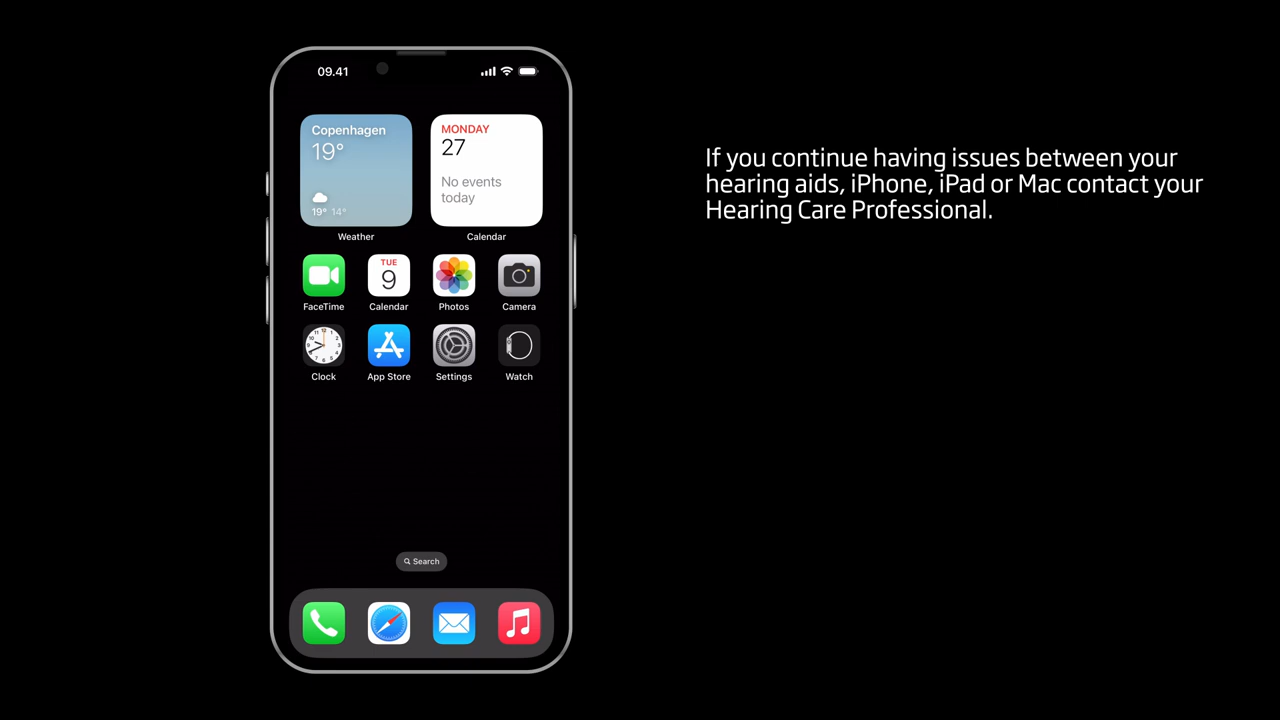 09.41
Copenhagen
19°
19° 14°
Weather
MONDAY
27
No events
today
Calendar
FaceTime
TUE
9
Calendar
Photos
Camera
Clock
App Store
Settings
Watch
Search
If you continue having issues between your
hearing aids, iPhone, iPad or Mac contact your
Hearing Care Professional.